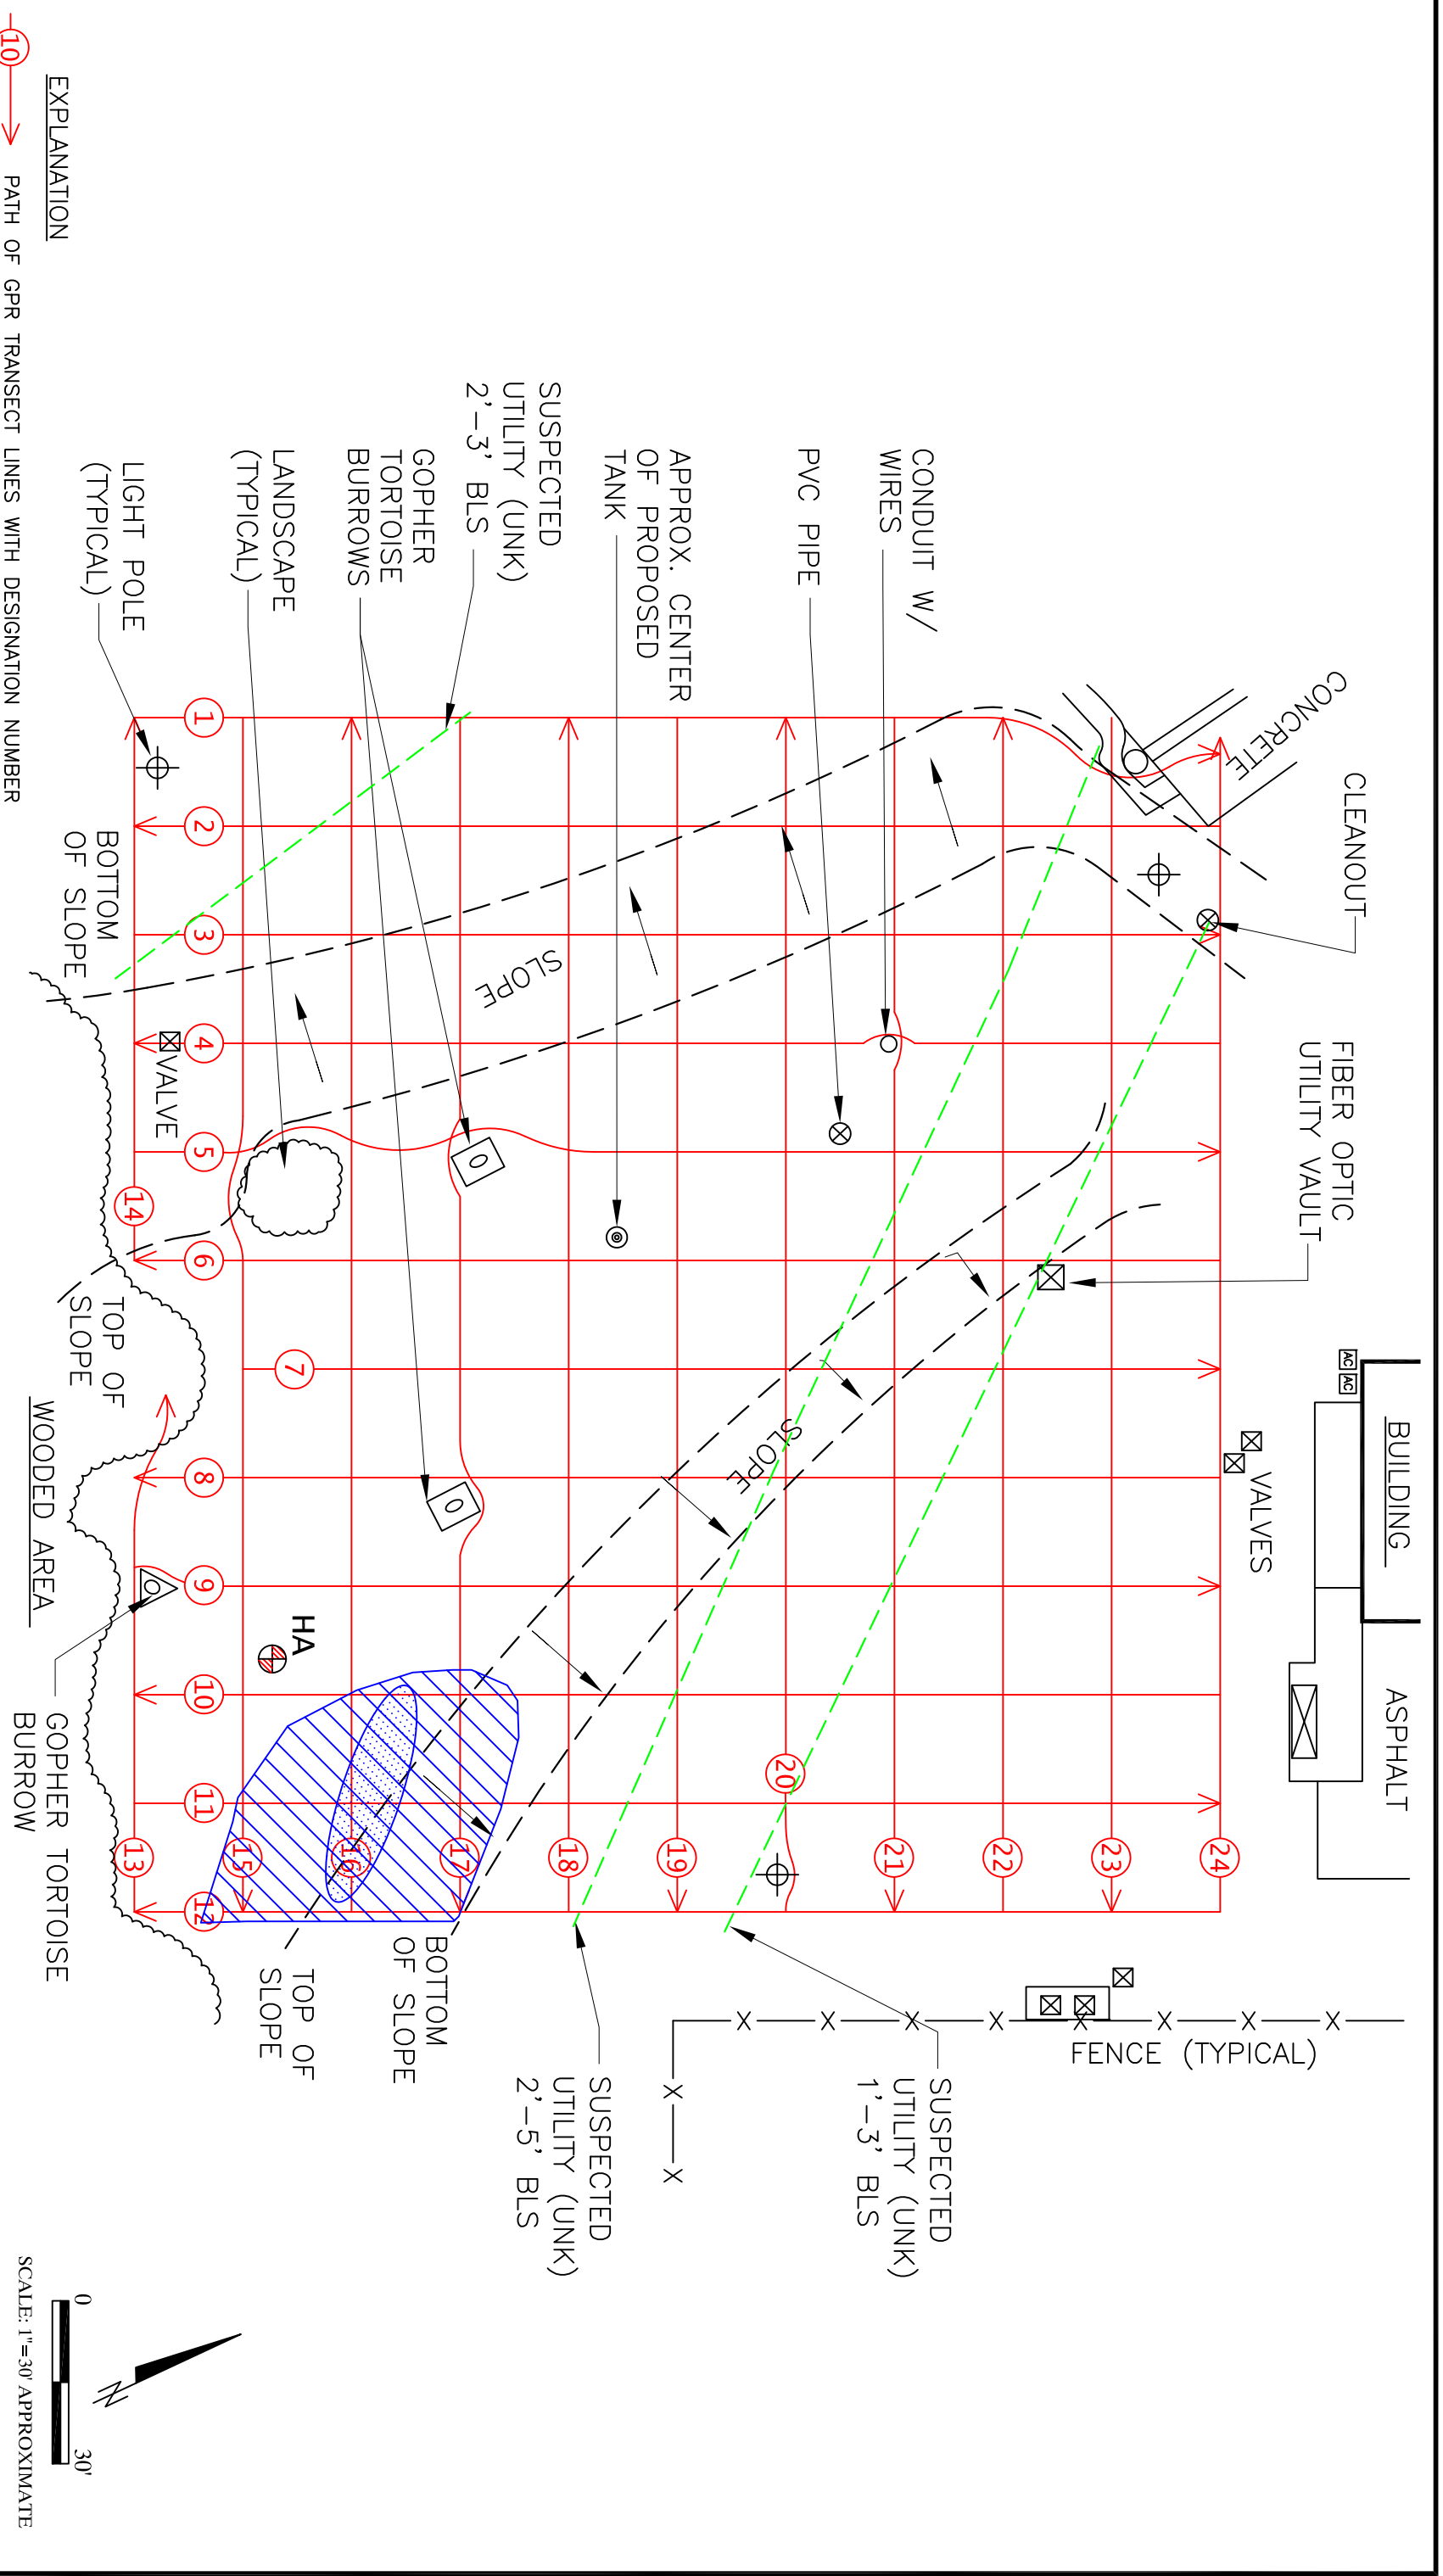 CONCRETE
CLEANOUT
FIBER OPTIC
UTILITY VAULT
BUILDING
ASPHALT
AC
AC
VALVES
FENCE (TYPICAL)
CONDUIT W/
WIRES
PVC PIPE
APPROX. CENTER
OF PROPOSED
TANK
SUSPECTED
UTILITY (UNK)
2'-3' BLS
GOPHER
TORTOISE
BURROWS
LANDSCAPE
(TYPICAL)
LIGHT POLE
(TYPICAL)
SLOPE
SLOPE
0
0
BOTTOM
OF SLOPE
VALVE
TOP OF
SLOPE
WOODED AREA
HA
GOPHER TORTOISE
BURROW
BOTTOM
OF SLOPE
TOP OF
SLOPE
SUSPECTED
UTILITY (UNK)
1'-3' BLS
SUSPECTED
UTILITY (UNK)
2'-5' BLS
X X X X X X X X
X X
1
2
3
4
5
6
7
8
9
10
11
12
13
14
15
16
17
18
19
20
21
22
23
24
EXPLANATION
10
PATH OF GPR TRANSECT LINES WITH DESIGNATION NUMBER
N
0 30'
SCALE: 1"=30' APPROXIMATE